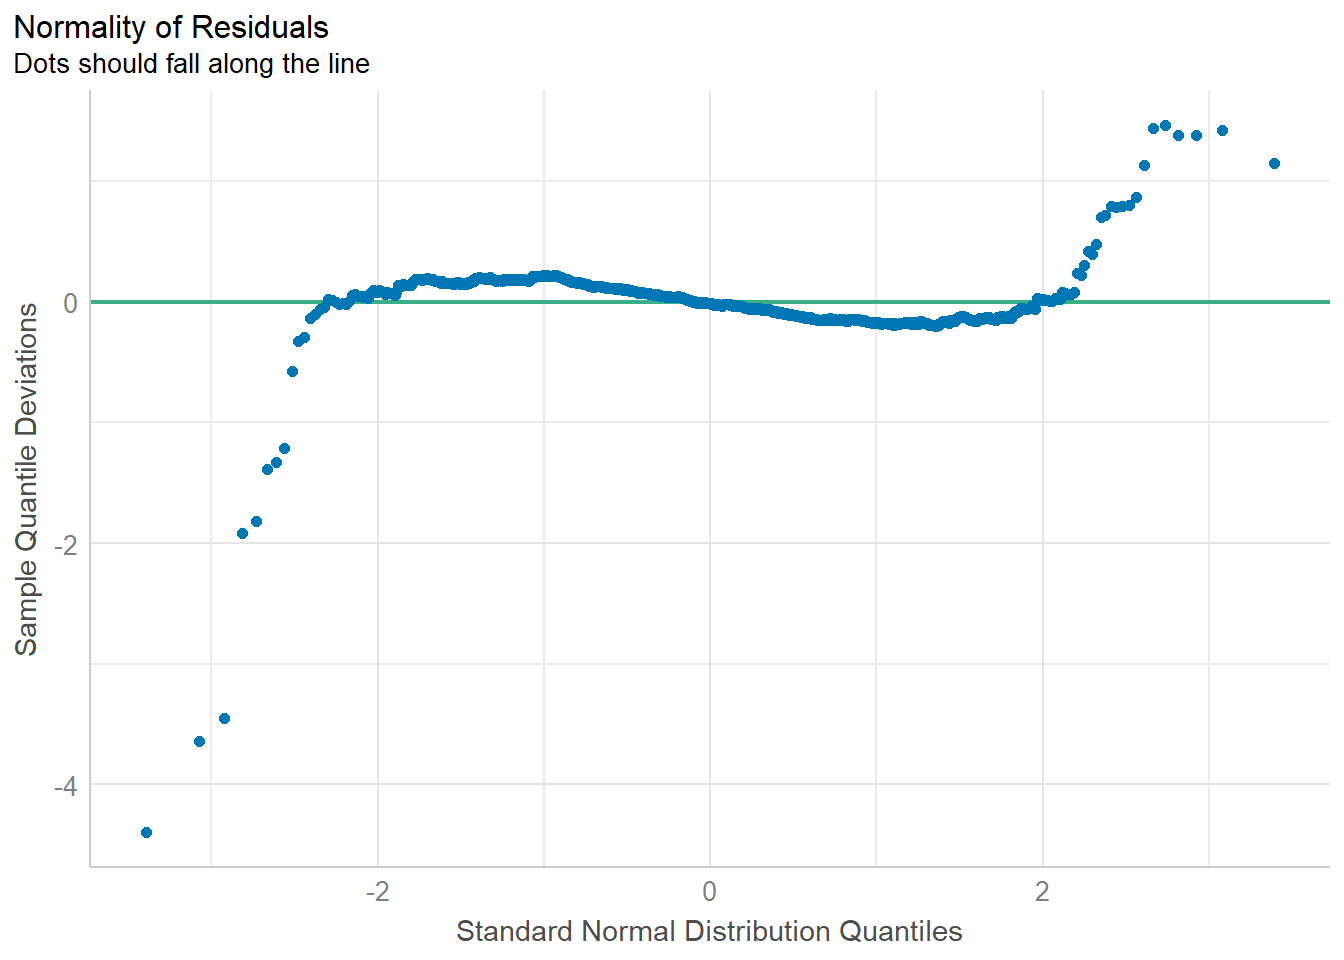 Normality of Residuals
Dots should fall along the line
Sample Quantile Deviations
0
-2
-4
-2
0
2
Standard Normal Distribution Quantiles